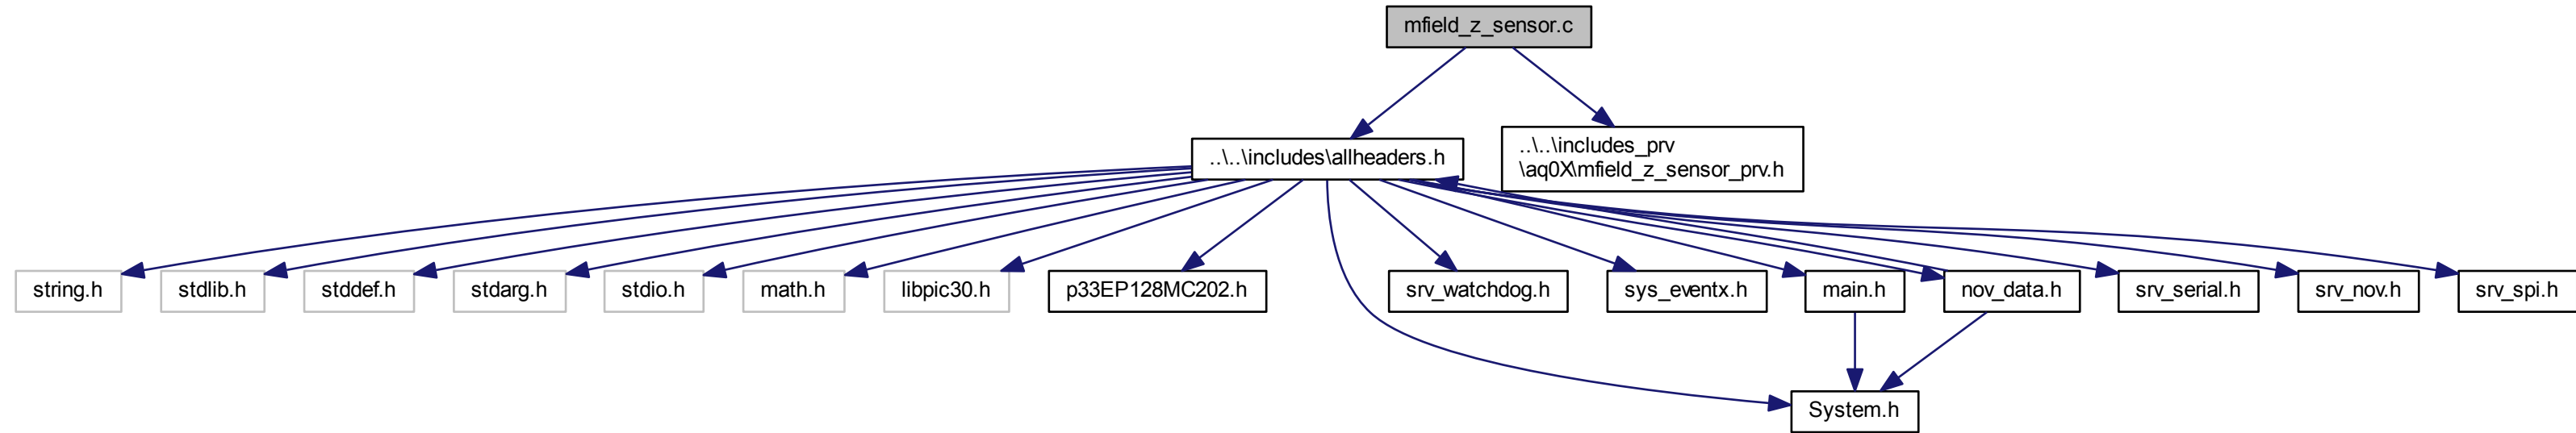 mfield_z_sensor.c
..\..\includes\allheaders.h
..\..\includes_prv
\aq0X\mfield_z_sensor_prv.h
string.h
stdlib.h
stddef.h
stdarg.h
stdio.h
math.h
libpic30.h
p33EP128MC202.h
srv_watchdog.h
sys_eventx.h
main.h
nov_data.h
srv_serial.h
srv_nov.h
srv_spi.h
System.h